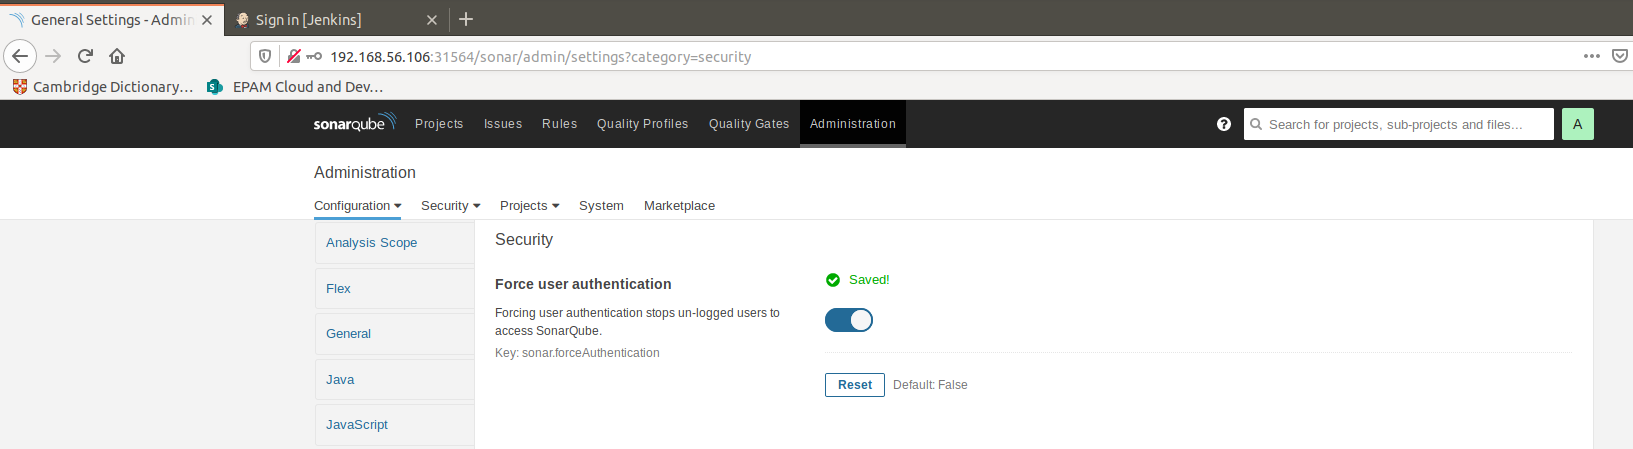 General Settings - Admin
Sign in [Jenkins]
192.168.56.106:31564/sonar/admin/settings?category=security
Cambridge Dictionary...
EPAM Cloud and Dev...
sonarqube Projects Issues Rules Quality Profiles Quality Gates Administration
Search for projects, sub-projects and files...
A
Administration
Configuration Security Projects System Marketplace
Analysis Scope
Flex
General
Java
JavaScript
Security
Force user authentication
Forcing user authentication stops un-logged users to
access SonarQube.
Key: sonar.forceAuthentication
Saved!
Reset Default: False